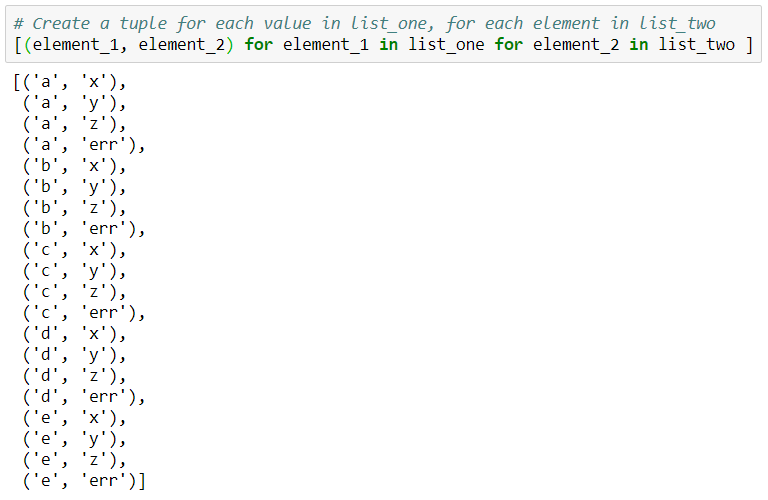 # Create a tuple for each value in list_one, for each element in list_two
[(element_1, element_2) for element_1 in list_one for element_2 in list_two ]
[('a', 'x'),
 ('a', 'y'),
 ('a', 'z'),
 ('a', 'err'),
 ('b', 'x'),
 ('b', 'y'),
 ('b', 'z'),
 ('b', 'err'),
 ('c', 'x'),
 ('c', 'y'),
 ('c', 'z'),
 ('c', 'err'),
 ('d', 'x'),
 ('d', 'y'),
 ('d', 'z'),
 ('d', 'err'),
 ('e', 'x'),
 ('e', 'y'),
 ('e', 'z'),
 ('e', 'err')]